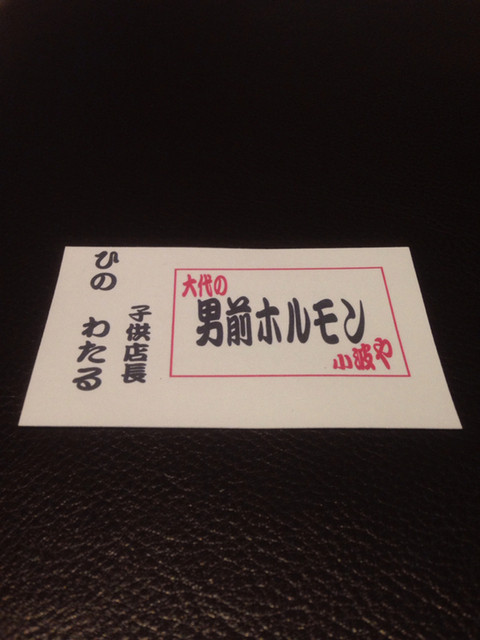 大代の
男前ホルモン
小波や
子供店長
ひの わたる